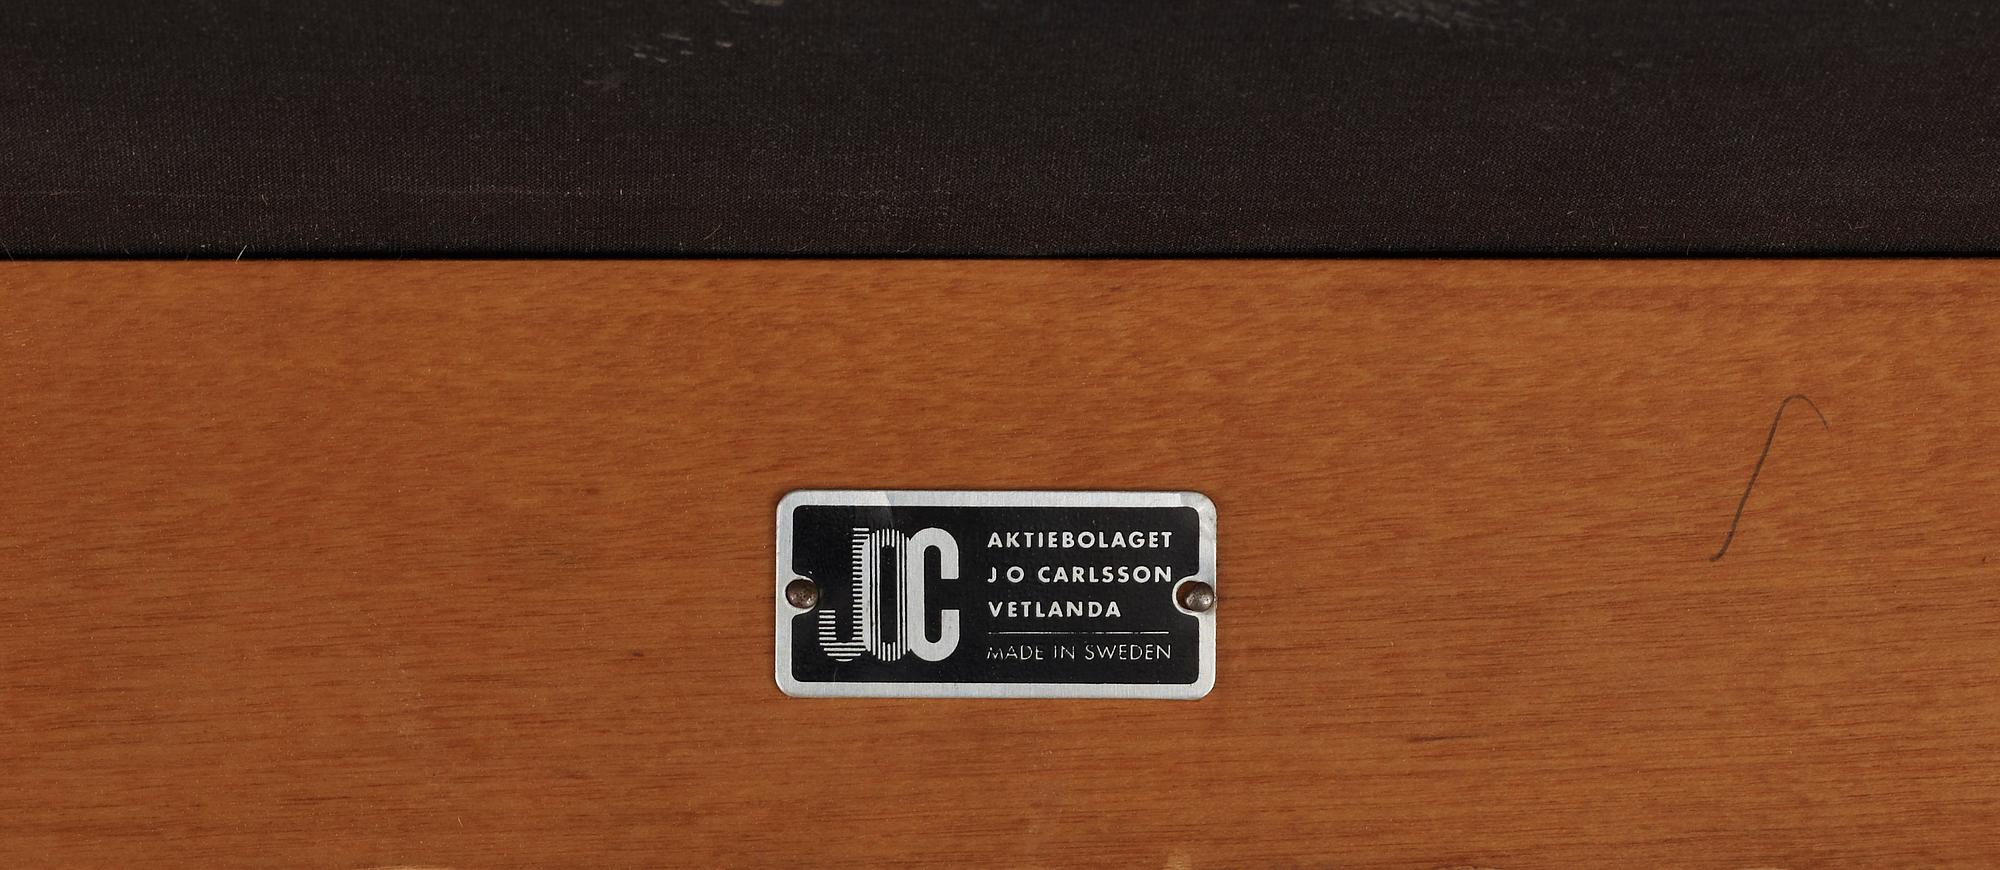 JOC
AKTIEBOLAGET
J O CARLSSON
VETLANDA
MADE IN SWEDEN